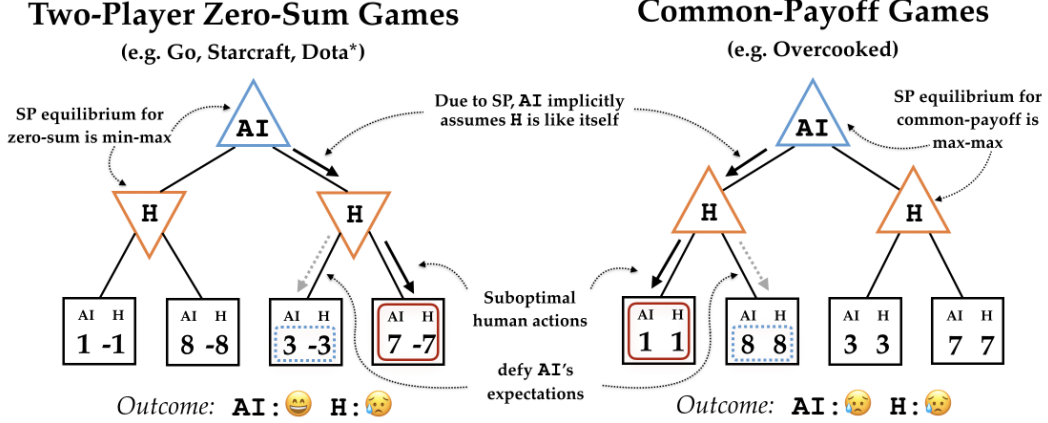 Two-Player Zero-Sum Games
(e.g. Go, Starcraft, Dota*)
SP equilibrium for
zero-sum is min-max
AI
H
H
AI H
1 -1
AI H
8 -8
AI H
3 -3
AI H
7 -7
Outcome: AI:😄 H:😥
Due to SP, AI implicitly
assumes H is like itself
Suboptimal
human actions
defy AI's
expectations
Common-Payoff Games
(e.g. Overcooked)
SP equilibrium for
common-payoff is
max-max
AI
H
H
AI H
1 1
AI H
8 8
AI H
3 3
AI H
7 7
Outcome: AI:😥 H:😥